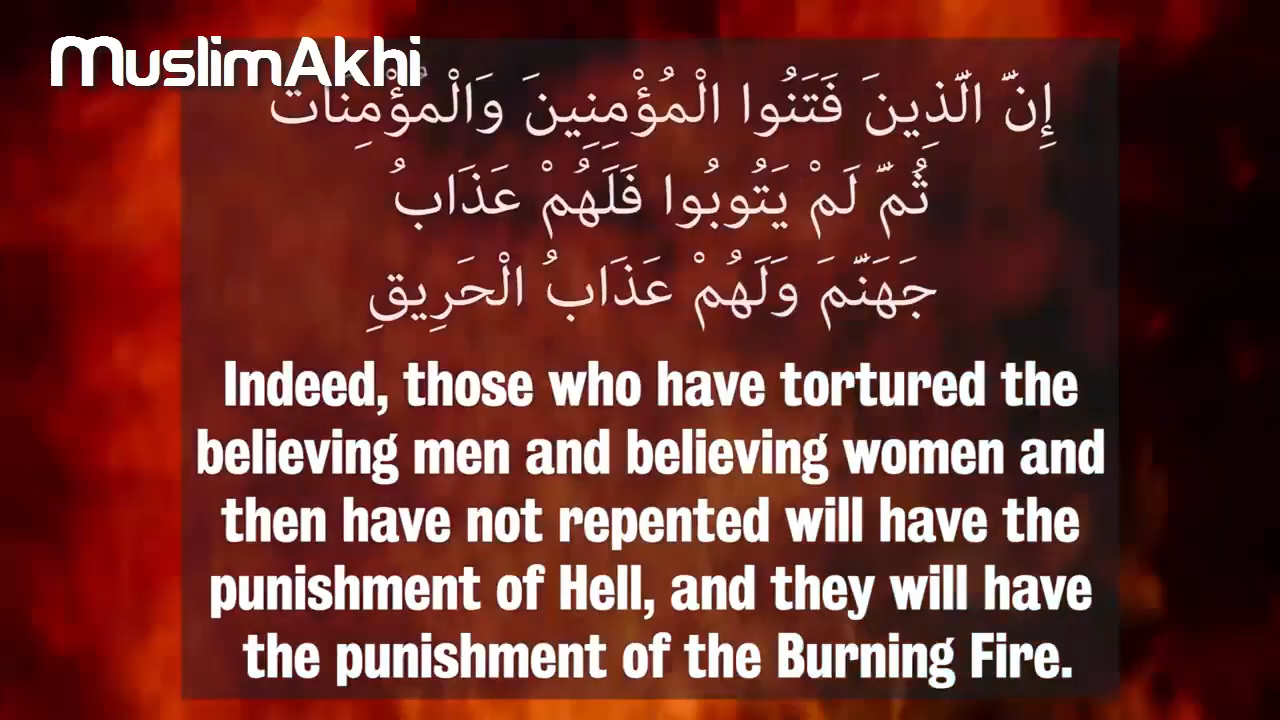 MuslimAkhi
إِنَّ الَّذِينَ فَتَنُوا الْمُؤْمِنِينَ وَالْمُؤْمِنَاتِ
ثُمَّ لَمْ يَتُوبُوا فَلَهُمْ عَذَابُ
جَهَنَّمَ وَلَهُمْ عَذَابُ الْحَرِيقِ
Indeed, those who have tortured the
believing men and believing women and
then have not repented will have the
punishment of Hell, and they will have
the punishment of the Burning Fire.